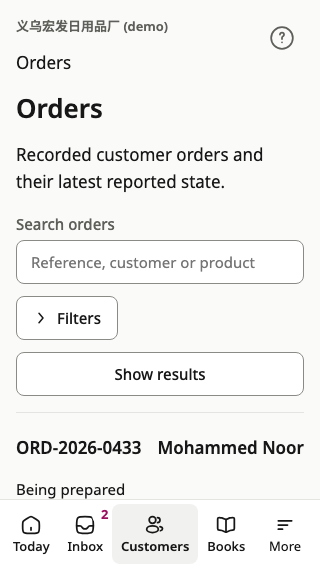 义乌宏发日用品厂 (demo)
Orders
Orders
Recorded customer orders and
their latest reported state.
Search orders
Reference, customer or product
Filters
Show results
ORD-2026-0433 Mohammed Noor
Being prepared
2
Today Inbox Customers Books More